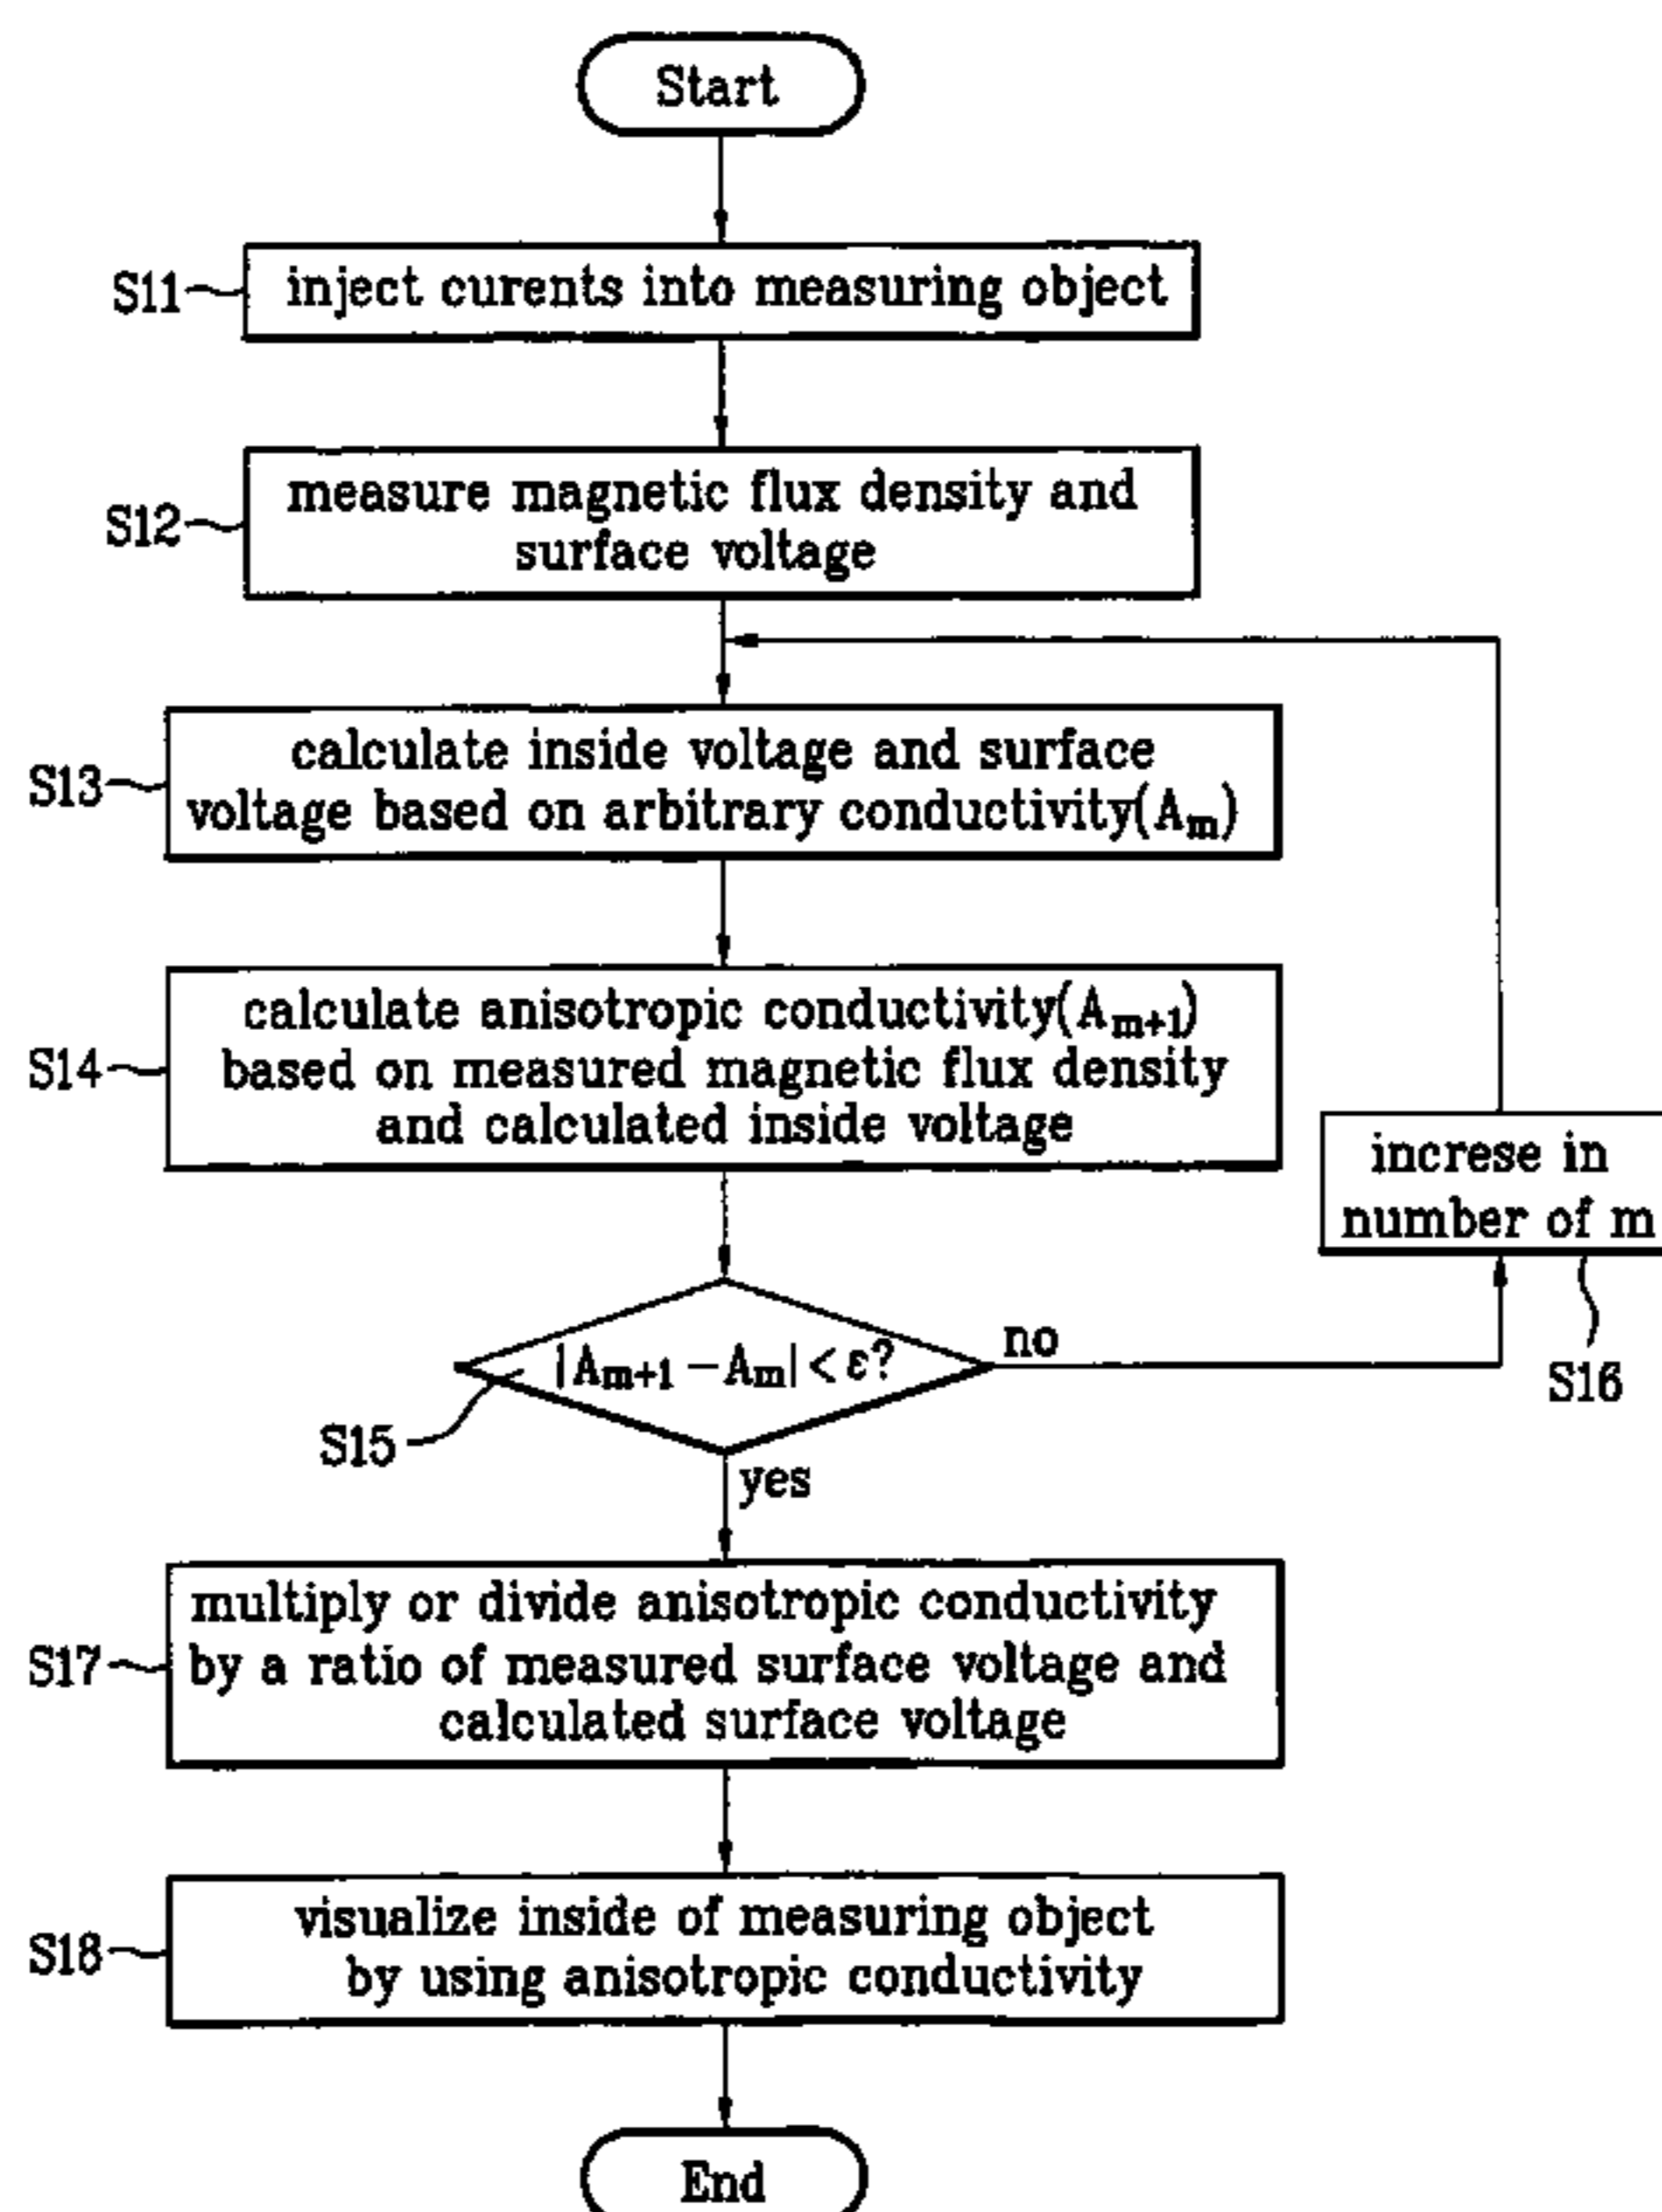 Start
S11
inject curents into measuring object
S12
measure magnetic flux density and
surface voltage
S13
calculate inside voltage and surface
voltage based on arbitrary conductivity(Am)
S14
calculate anisotropic conductivity(Am+1)
based on measured magnetic flux density
and calculated inside voltage
increse in
number of m
S16
|Am+1 −Am| < ε?
no
S15
yes
S17
multiply or divide anisotropic conductivity
by a ratio of measured surface voltage and
calculated surface voltage
S18
visualize inside of measuring object
by using anisotropic conductivity
End